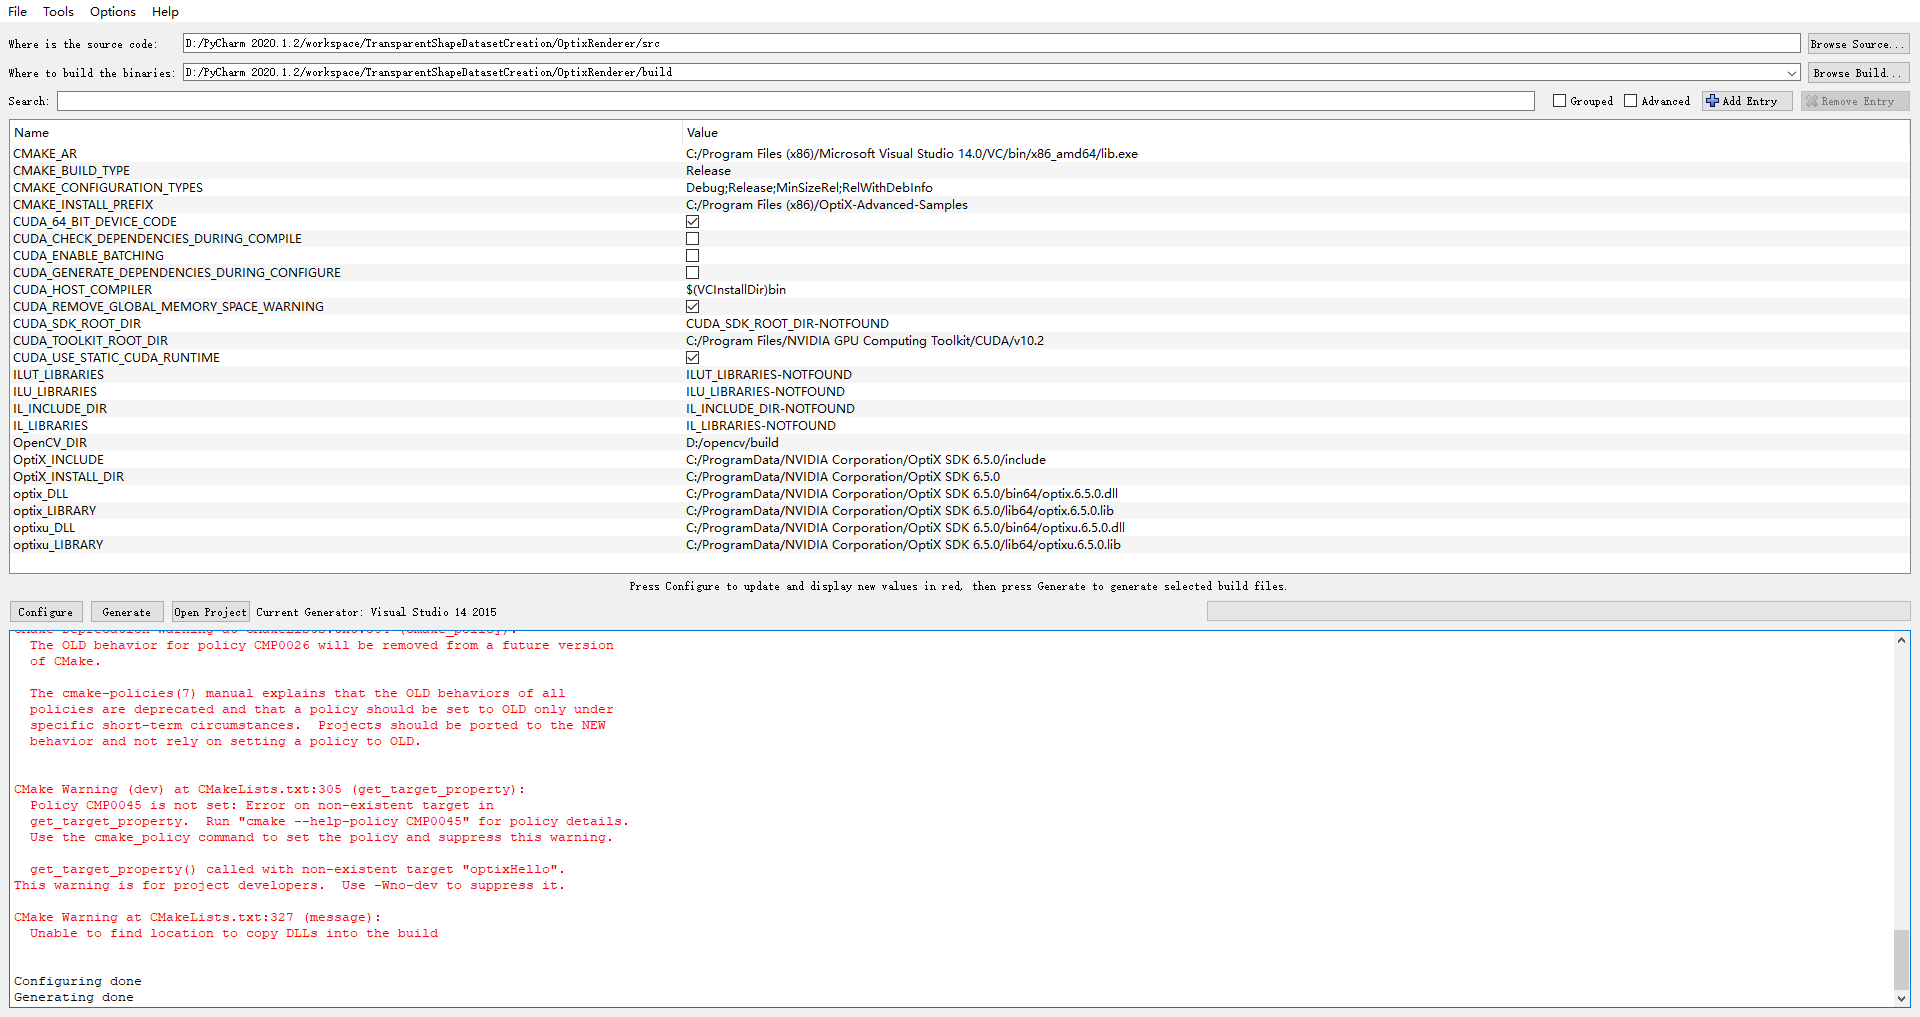 File Tools Options Help
Where is the source code: D:/PyCharm 2020.1.2/workspace/TransparentShapeDatasetCreation/OptixRenderer/src Browse Source...
Where to build the binaries: D:/PyCharm 2020.1.2/workspace/TransparentShapeDatasetCreation/OptixRenderer/build Browse Build...
Search: Grouped Advanced Add Entry Remove Entry
Name Value
CMAKE_AR C:/Program Files (x86)/Microsoft Visual Studio 14.0/VC/bin/x86_amd64/lib.exe
CMAKE_BUILD_TYPE Release
CMAKE_CONFIGURATION_TYPES Debug;Release;MinSizeRel;RelWithDebInfo
CMAKE_INSTALL_PREFIX C:/Program Files (x86)/OptiX-Advanced-Samples
CUDA_64_BIT_DEVICE_CODE
CUDA_CHECK_DEPENDENCIES_DURING_COMPILE
CUDA_ENABLE_BATCHING
CUDA_GENERATE_DEPENDENCIES_DURING_CONFIGURE
CUDA_HOST_COMPILER $(VCInstallDir)bin
CUDA_REMOVE_GLOBAL_MEMORY_SPACE_WARNING
CUDA_SDK_ROOT_DIR CUDA_SDK_ROOT_DIR-NOTFOUND
CUDA_TOOLKIT_ROOT_DIR C:/Program Files/NVIDIA GPU Computing Toolkit/CUDA/v10.2
CUDA_USE_STATIC_CUDA_RUNTIME
ILUT_LIBRARIES ILUT_LIBRARIES-NOTFOUND
ILU_LIBRARIES ILU_LIBRARIES-NOTFOUND
IL_INCLUDE_DIR IL_INCLUDE_DIR-NOTFOUND
IL_LIBRARIES IL_LIBRARIES-NOTFOUND
OpenCV_DIR D:/opencv/build
OptiX_INCLUDE C:/ProgramData/NVIDIA Corporation/OptiX SDK 6.5.0/include
OptiX_INSTALL_DIR C:/ProgramData/NVIDIA Corporation/OptiX SDK 6.5.0
optix_DLL C:/ProgramData/NVIDIA Corporation/OptiX SDK 6.5.0/bin64/optix.6.5.0.dll
optix_LIBRARY C:/ProgramData/NVIDIA Corporation/OptiX SDK 6.5.0/lib64/optix.6.5.0.lib
optixu_DLL C:/ProgramData/NVIDIA Corporation/OptiX SDK 6.5.0/bin64/optixu.6.5.0.dll
optixu_LIBRARY C:/ProgramData/NVIDIA Corporation/OptiX SDK 6.5.0/lib64/optixu.6.5.0.lib
Press Configure to update and display new values in red, then press Generate to generate selected build files.
Configure Generate Open Project Current Generator: Visual Studio 14 2015
The OLD behavior for policy CMP0026 will be removed from a future version
of CMake.
The cmake-policies(7) manual explains that the OLD behaviors of all
policies are deprecated and that a policy should be set to OLD only under
specific short-term circumstances. Projects should be ported to the NEW
behavior and not rely on setting a policy to OLD.
CMake Warning (dev) at CMakeLists.txt:305 (get_target_property):
Policy CMP0045 is not set: Error on non-existent target in
get_target_property. Run "cmake --help-policy CMP0045" for policy details.
Use the cmake_policy command to set the policy and suppress this warning.
get_target_property() called with non-existent target "optixHello".
This warning is for project developers. Use -Wno-dev to suppress it.
CMake Warning at CMakeLists.txt:327 (message):
Unable to find location to copy DLLs into the build
Configuring done
Generating done